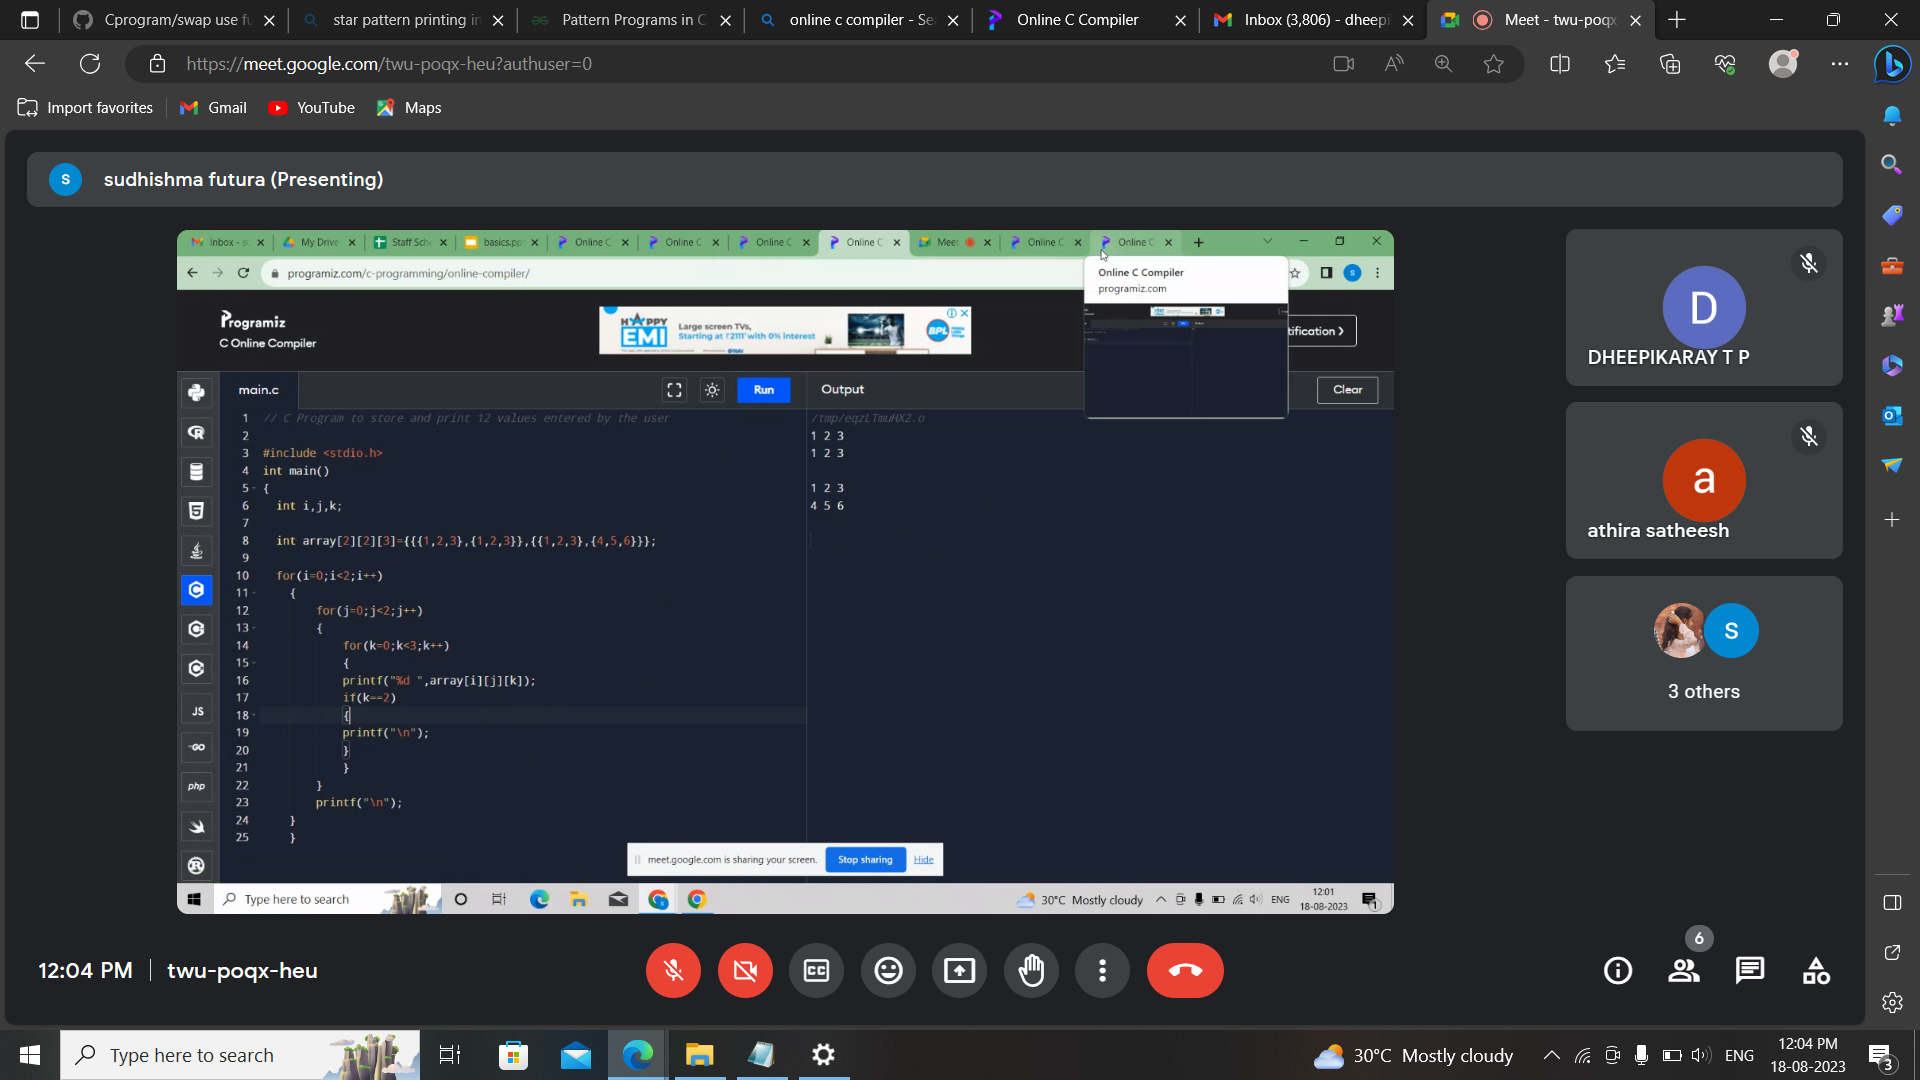 Cprogram/swap use fu
star pattern printing in
Pattern Programs in C
online c compiler - Se
Online C Compiler
Inbox (3,806) - dheepi
Meet - twu-poqx
https://meet.google.com/twu-poqx-heu?authuser=0
Import favorites
Gmail
YouTube
Maps
S
sudhishma futura (Presenting)
Inbox - s
My Drive
Staff Sch
basics.pp
Online C
Online C
Online C
Online C
Meet
Online C
Online C
programiz.com/c-programming/online-compiler/
S
Online C Compiler
programiz.com
Programiz
C Online Compiler
HAPPY
EMI
Large screen TVs,
Starting at ₹2111 with 0% interest
BPL
tification >
main.c
Run
Output
Clear
1 // C Program to store and print 12 values entered by the user
2
3 #include <stdio.h>
4 int main()
5 {
6 int i,j,k;
7
8 int array[2][2][3]={{{1,2,3},{1,2,3}},{{1,2,3},{4,5,6}}};
9
10 for(i=0;i<2;i++)
11 {
12 for(j=0;j<2;j++)
13 {
14 for(k=0;k<3;k++)
15 {
16 printf("%d ",array[i][j][k]);
17 if(k==2)
18 {
19 printf("\n");
20 }
21 }
22 }
23 printf("\n");
24 }
25 }
/tmp/eqzLTmuHX2.o
1 2 3
1 2 3
1 2 3
4 5 6
JS
GO
php
meet.google.com is sharing your screen.
Stop sharing
Hide
Type here to search
30°C Mostly cloudy
ENG
12:01
18-08-2023
1
D
DHEEPIKARAY T P
a
athira satheesh
S
3 others
12:04 PM
twu-poqx-heu
6
Type here to search
30°C Mostly cloudy
ENG
12:04 PM
18-08-2023
3